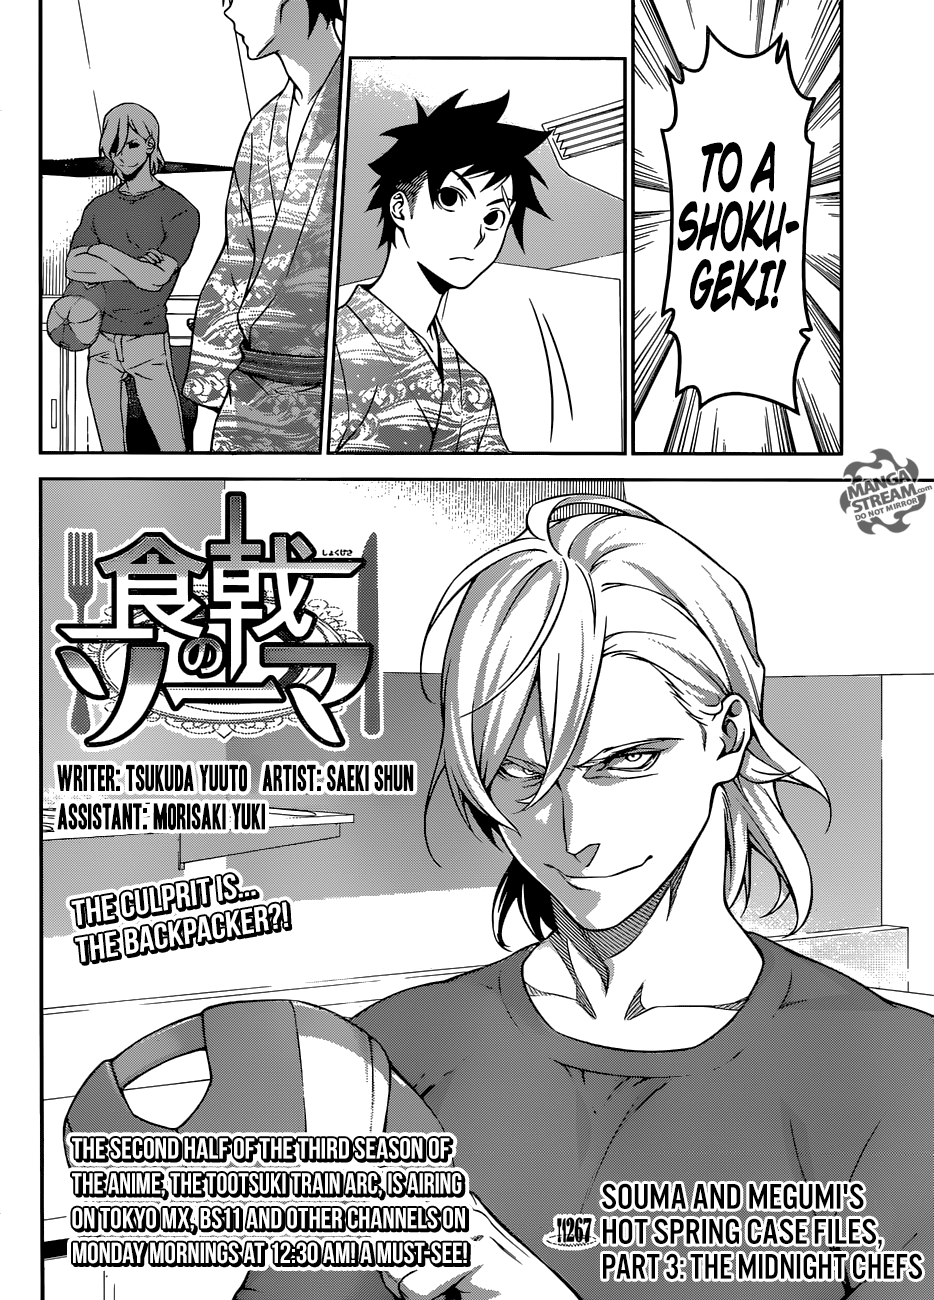 TO A
SHOKU-
GEKI!
MANGA
STREAM.com
DO NOT MIRROR
しょくげき
食戟
の
ソーマ
WRITER: TSUKUDA YUUTO ARTIST: SAEKI SHUN
ASSISTANT: MORISAKI YUKI
THE CULPRIT IS...
THE BACKPACKER?!
THE SECOND HALF OF THE THIRD SEASON OF
THE ANIME, THE TOOTSUKI TRAIN ARC, IS AIRING
ON TOKYO MX, BS11 AND OTHER CHANNELS ON
MONDAY MORNINGS AT 12:30 AM! A MUST-SEE!
267
SOUMA AND MEGUMI'S
HOT SPRING CASE FILES,
PART 3: THE MIDNIGHT CHEFS